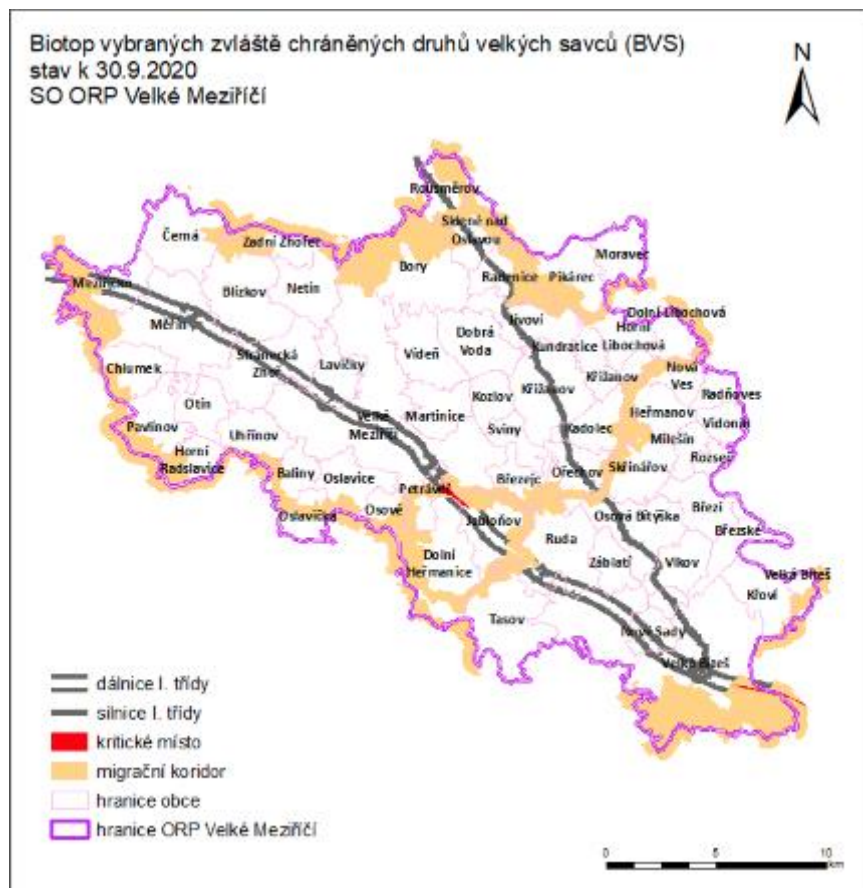 Biotop vybraných zvláště chráněných druhů velkých savců (BVS)
stav k 30.9.2020
SO ORP Velké Meziříčí
N
Rousměrov
Sklené nad
Oslavou
Černá
Zadní Zhořec
Bory
Moravec
Radenice
Pikárec
Meziříčko
Blízkov
Netín
Dolní Libochová
Měřín
Jívoví
Horní
Libochová
Dobrá
Voda
Kundratice
Stránecká
Zhoř
Lavičky
Vídeň
Nová
Ves
Chlumek
Křižanov
Křižanov
Radňoves
Otín
Velké
Meziříčí
Martinice
Kozlov
Heřmanov
Vidonín
Pavlínov
Uhřínov
Sviny
Kadolec
Milešín
Horní
Radslavice
Rozseč
Baliny
Oslavice
Březejc
Ořechov
Skřinářov
Petráveč
Oslavička
Osové
Jabloňov
Osová Bítýška
Březí
Březské
Dolní
Heřmanice
Ruda
Záblatí
Vlkov
Velká Bíteš
Křoví
Tasov
Nové Sady
Velká Bíteš
dálnice I. třídy
silnice I. třídy
kritické místo
migrační koridor
hranice obce
hranice ORP Velké Meziříčí
0 5 10
km